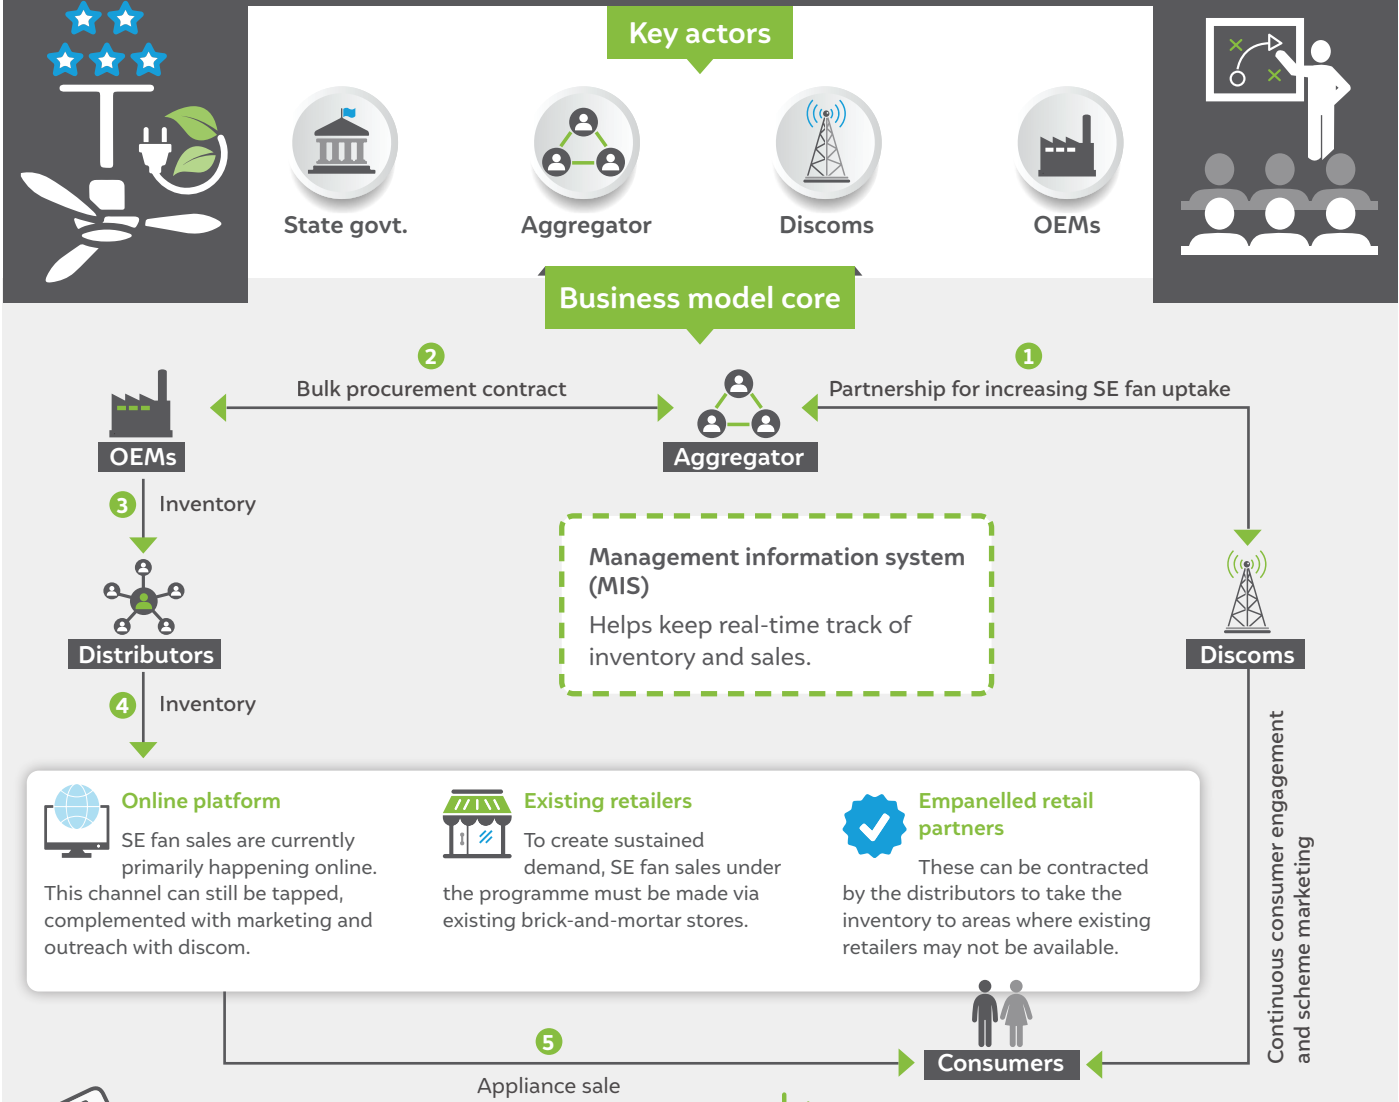 Key actors
State govt.
Aggregator
Discoms
OEMs
Business model core
2
Bulk procurement contract
1
Partnership for increasing SE fan uptake
OEMs
Aggregator
3
Inventory
Management information system
(MIS)
Helps keep real-time track of
inventory and sales.
Distributors
Discoms
4
Inventory
Online platform
SE fan sales are currently
primarily happening online.
This channel can still be tapped,
complemented with marketing and
outreach with discom.
Existing retailers
To create sustained
demand, SE fan sales under
the programme must be made via
existing brick-and-mortar stores.
Empanelled retail
partners
These can be contracted
by the distributors to take the
inventory to areas where existing
retailers may not be available.
Continuous consumer engagement
and scheme marketing
5
Appliance sale
Consumers